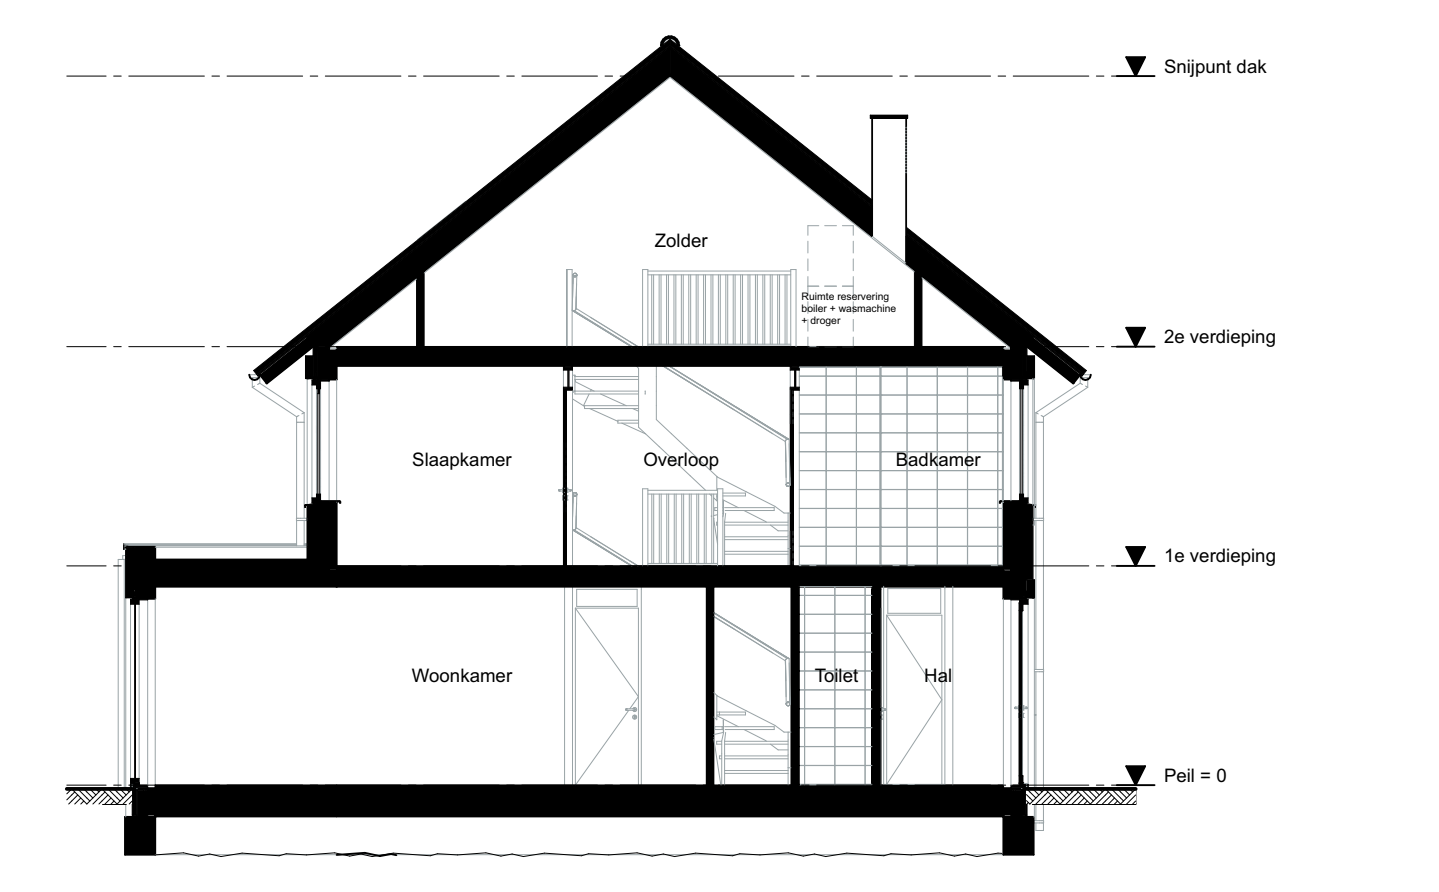 Snijpunt dak
Zolder
Ruimte reservering
boiler + wasmachine
+ droger
2e verdieping
Slaapkamer
Overloop
Badkamer
1e verdieping
Woonkamer
Toilet
Hal
Peil = 0